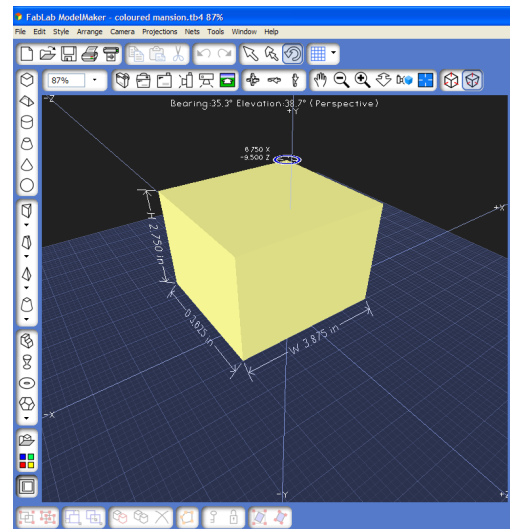 FabLab ModelMaker - coloured mansion.tb4 87%
File Edit Style Arrange Camera Projections Nets Tools Window Help
87%
Bearing:35.3° Elevation:38.7° (Perspective)
-Z
+Y
6.750 X
-9.500 Z
+X
H 2.750 in
D 3.625 in
W 3.875 in
-X
-Y
+Z